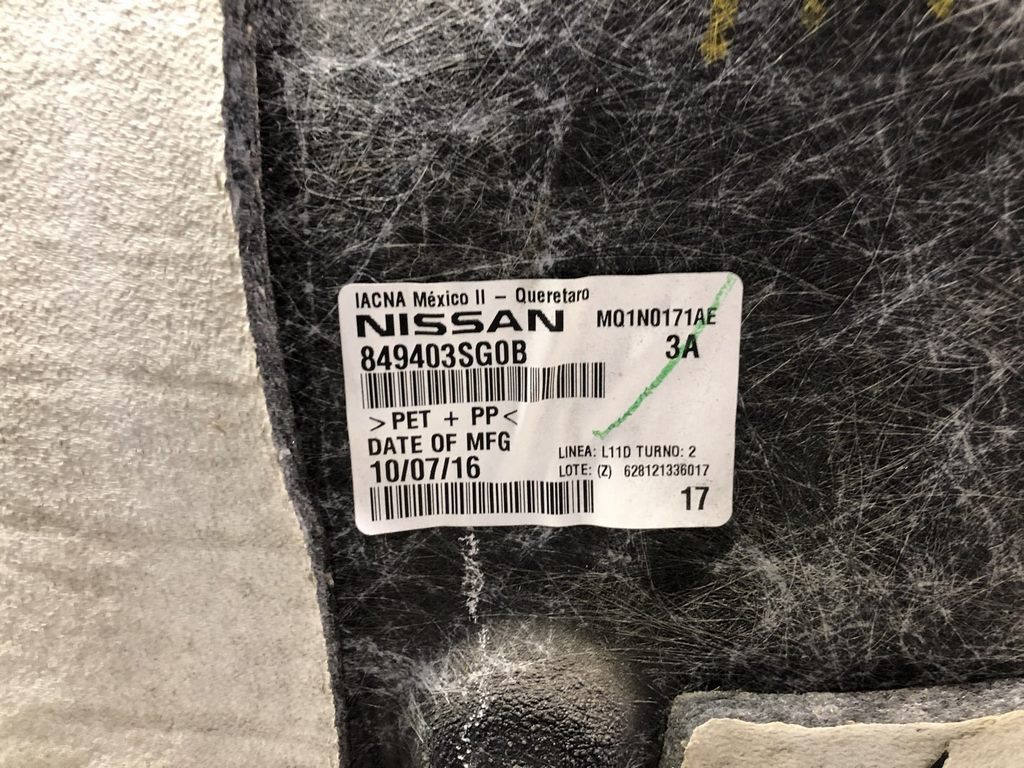 IACNA México II - Queretaro
NISSAN MQ1N0171AE
849403SG0B 3A
>PET + PP<
DATE OF MFG
10/07/16
LINEA: L11D TURNO: 2
LOTE: (Z) 628121336017
17